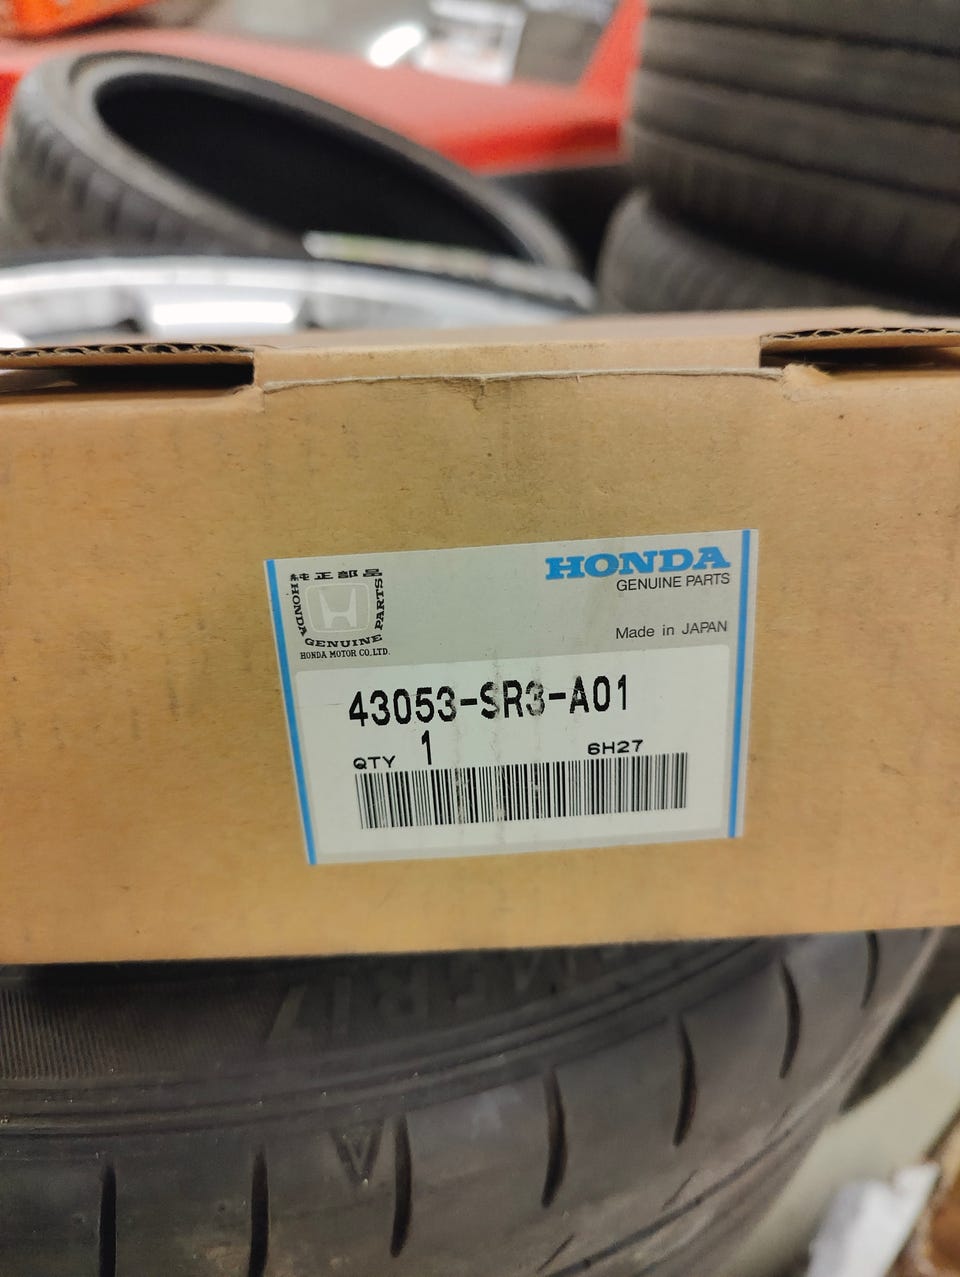 純正部品
HONDA
GENUINE
PARTS
HONDA MOTOR CO.,LTD.
HONDA
GENUINE PARTS
Made in JAPAN
43053-SR3-A01
QTY 1
6H27